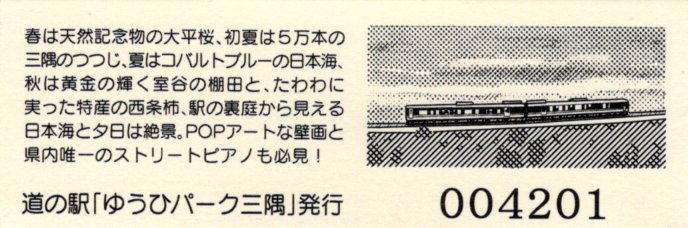 春は天然記念物の大平桜、初夏は5万本の
三隅のつつじ、夏はコバルトブルーの日本海、
秋は黄金の輝く室谷の棚田と、たわわに
実った特産の西条柿、駅の裏庭から見える
日本海と夕日は絶景。POPアートな壁画と
県内唯一のストリートピアノも必見！
道の駅「ゆうひパーク三隅」発行
004201